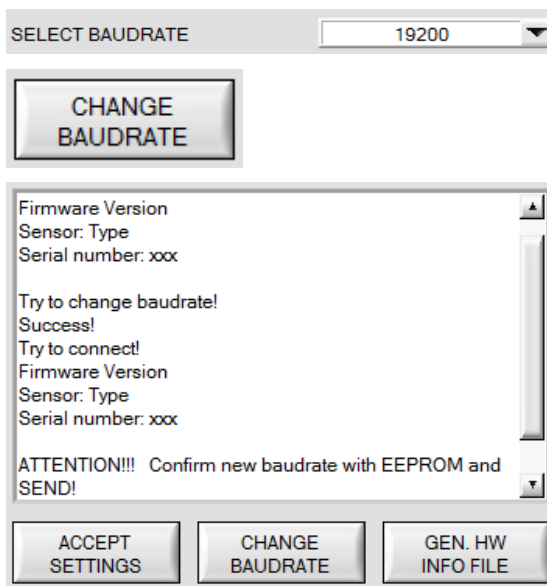 SELECT BAUDRATE 19200
CHANGE
BAUDRATE
Firmware Version
Sensor: Type
Serial number: xxx
Try to change baudrate!
Success!
Try to connect!
Firmware Version
Sensor: Type
Serial number: xxx
ATTENTION!!! Confirm new baudrate with EEPROM and
SEND!
ACCEPT CHANGE GEN. HW
SETTINGS BAUDRATE INFO FILE